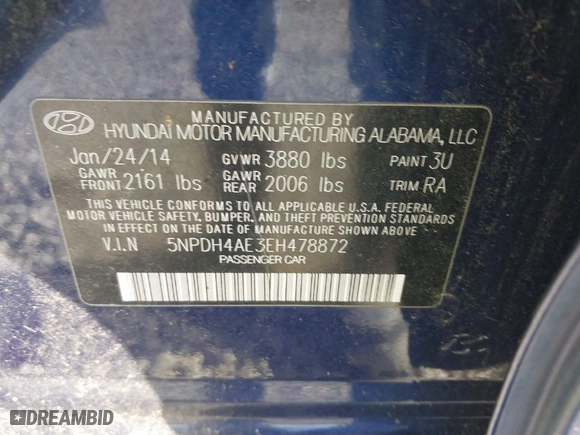 MANUFACTURED BY
HYUNDAI MOTOR MANUFACTURING ALABAMA, LLC
Jan/24/14 GVWR 3880 lbs PAINT 3U
GAWR FRONT 2161 lbs GAWR REAR 2006 lbs TRIM RA
THIS VEHICLE CONFORMS TO ALL APPLICABLE U.S.A. FEDERAL
MOTOR VEHICLE SAFETY, BUMPER, AND THEFT PREVENTION STANDARDS
IN EFFECT ON THE DATE OF MANUFACTURE SHOWN ABOVE.
V.I.N 5NPDH4AE3EH478872
PASSENGER CAR
DREAMBID